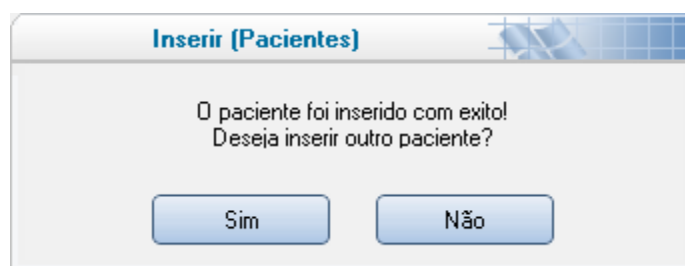 Inserir (Pacientes)
O paciente foi inserido com exito!
Deseja inserir outro paciente?
Sim
Não